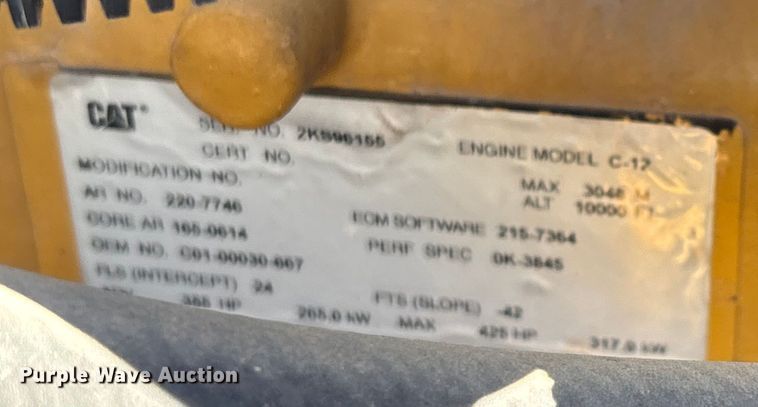 CAT
SER. NO. 2KS96155 ENGINE MODEL C-12
CERT NO.
MODIFICATION NO. MAX 3048 M
AR NO. 220-7746 ALT 10000 FT
CORE AR 165-0614 ECM SOFTWARE 215-7364
OEM NO. C01-00030-667 PERF SPEC 0K-3645
FLS (INTERCEPT) 24 FTS (SLOPE) -42
355 HP 265.0 kW MAX 425 HP 317.0 kW
Purple Wave Auction